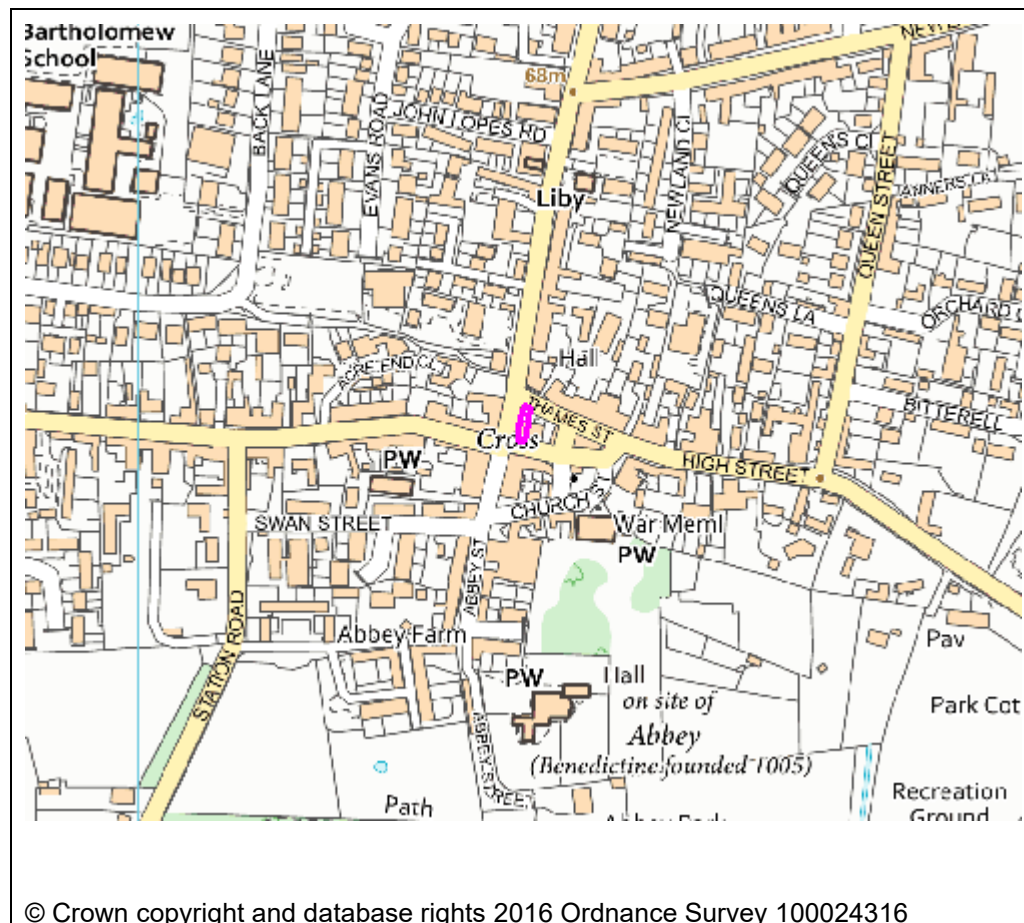 Bartholomew
School
BACK LANE
EVANS ROAD
JOHN LOPES RD
68m
Liby
NEWLAND CL
QUEENS CL
QUEEN STREET
QUEENS LA
ORCHARD
BITTERELL
Hall
ACRE END CL
THAMES ST
Cross
HIGH STREET
PW
CHURCH ST
SWAN STREET
War Meml
PW
ABBEY ST
STATION ROAD
Abbey Farm
Pav
PW
Hall
on site of
Abbey
(Benedictine founded 1005)
Park Cot
ABBEY STREET
Path
Recreation
Ground
© Crown copyright and database rights 2016 Ordnance Survey 100024316